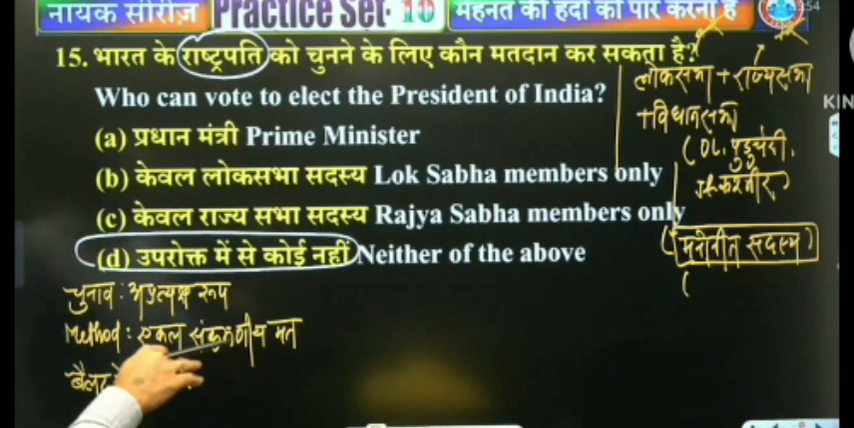 नायक सीरीज़ Practice Set- 10 मेहनत की हदों को पार करना है
54
15. भारत के राष्ट्रपति को चुनने के लिए कौन मतदान कर सकता है?
Who can vote to elect the President of India?
(a) प्रधान मंत्री Prime Minister
(b) केवल लोकसभा सदस्य Lok Sabha members only
(c) केवल राज्य सभा सदस्य Rajya Sabha members only
(d) उपरोक्त में से कोई नहीं Neither of the above
लोकसभा + राज्यसभा
+ विधानसभा
(DL, पुडुचेरी,
मनोनीत सदस्य
KIN
चुनाव : अप्रत्यक्ष रूप
Method : एकल संक्रमणीय मत